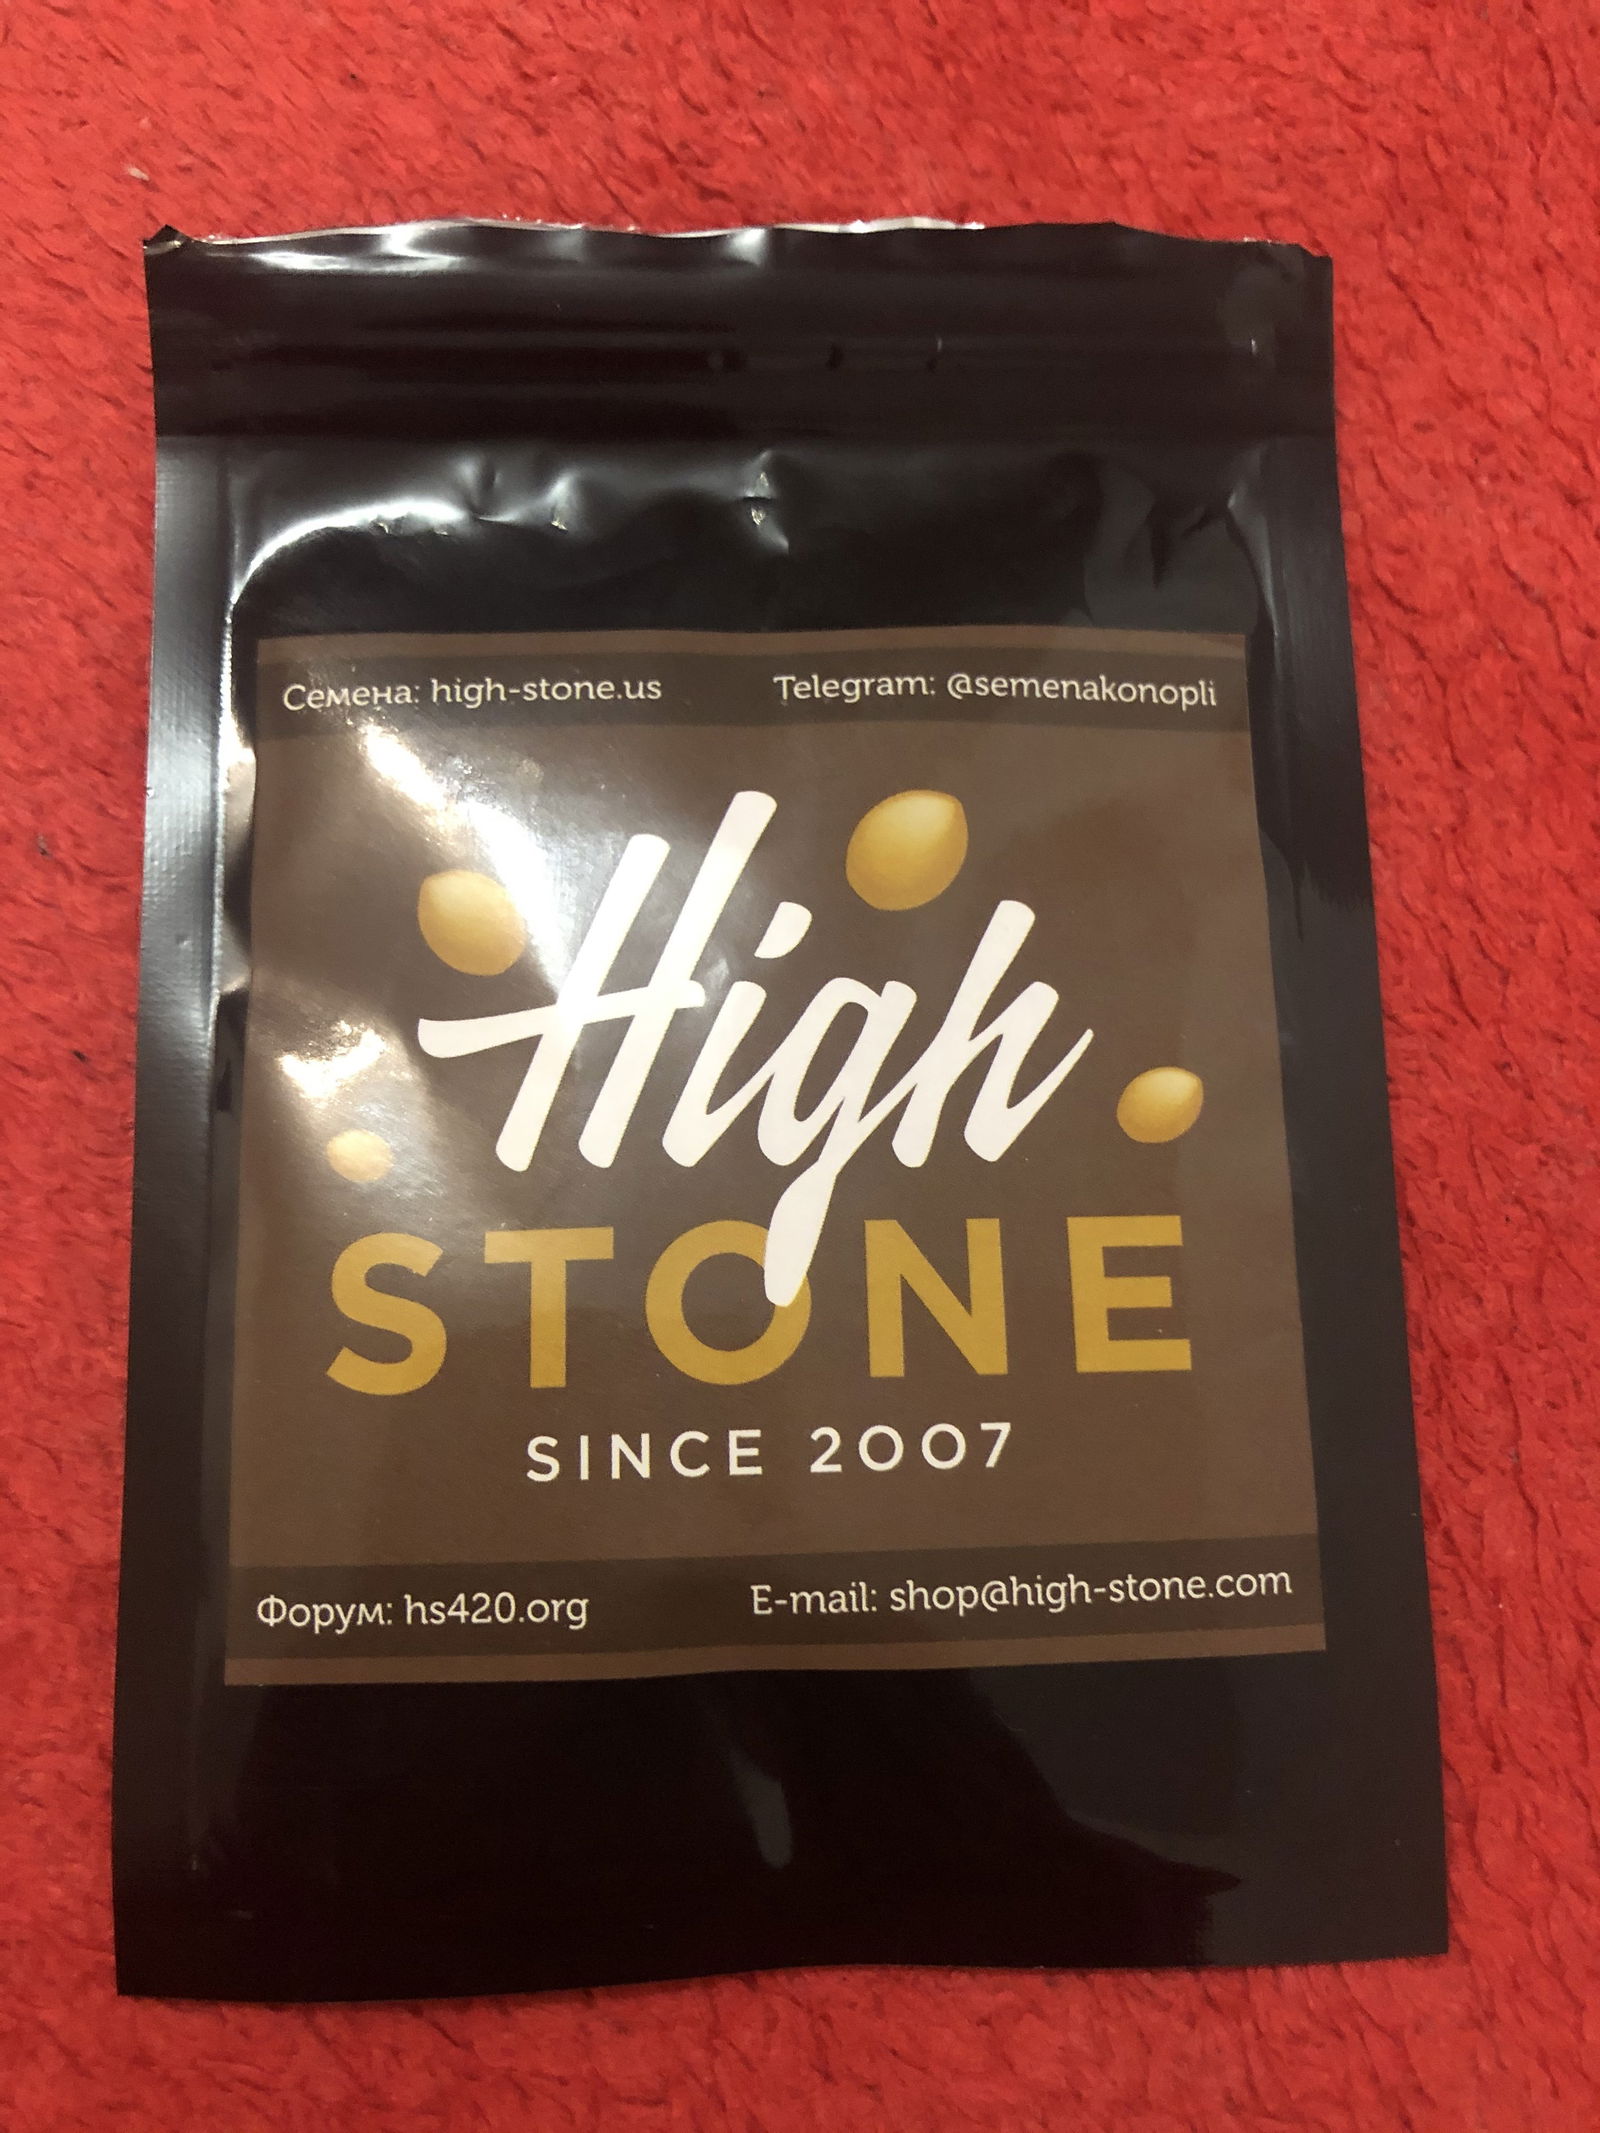 Семена: high-stone.us
Telegram: @semenakonopli
High
STONE
SINCE 2007
Форум: hs420.org
E-mail: shop@high-stone.com